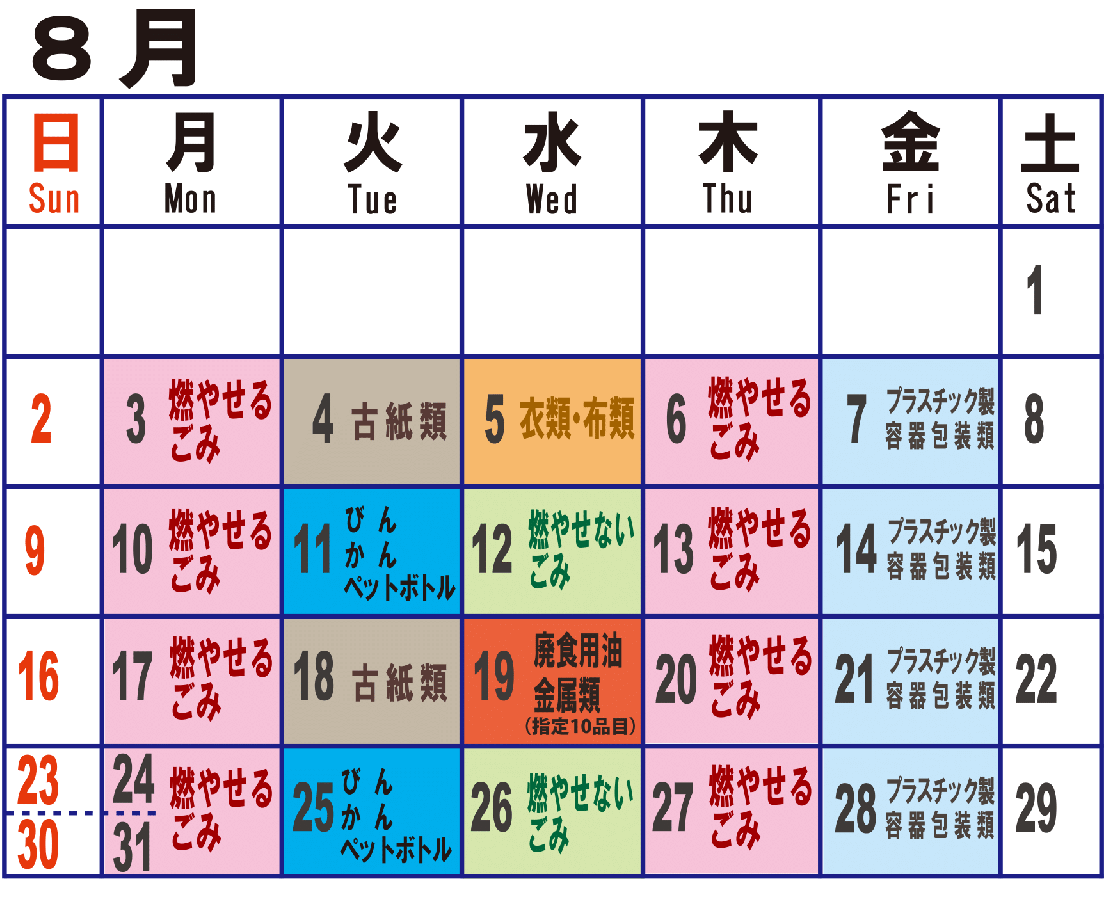 8月
日 月 火 水 木 金 土
Sun Mon Tue Wed Thu Fri Sat
1
2
3 燃やせる
ごみ
4 古紙類
5 衣類・布類
6 燃やせる
ごみ
7 プラスチック製
容器包装類
8
9
10 燃やせる
ごみ
11 びん
かん
ペットボトル
12 燃やせない
ごみ
13 燃やせる
ごみ
14 プラスチック製
容器包装類
15
16
17 燃やせる
ごみ
18 古紙類
19 廃食用油
金属類
(指定10品目)
20 燃やせる
ごみ
21 プラスチック製
容器包装類
22
23
30
24 燃やせる
31 ごみ
25 びん
かん
ペットボトル
26 燃やせない
ごみ
27 燃やせる
ごみ
28 プラスチック製
容器包装類
29